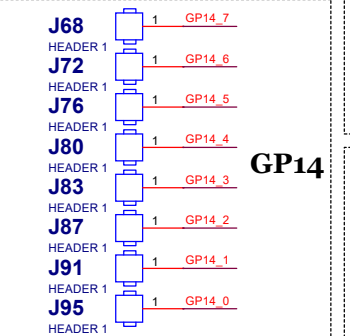 J68 1 GP14_7
HEADER 1
J72 1 GP14_6
HEADER 1
J76 1 GP14_5
HEADER 1
J80 1 GP14_4
HEADER 1
GP14
J83 1 GP14_3
HEADER 1
J87 1 GP14_2
HEADER 1
J91 1 GP14_1
HEADER 1
J95 1 GP14_0
HEADER 1